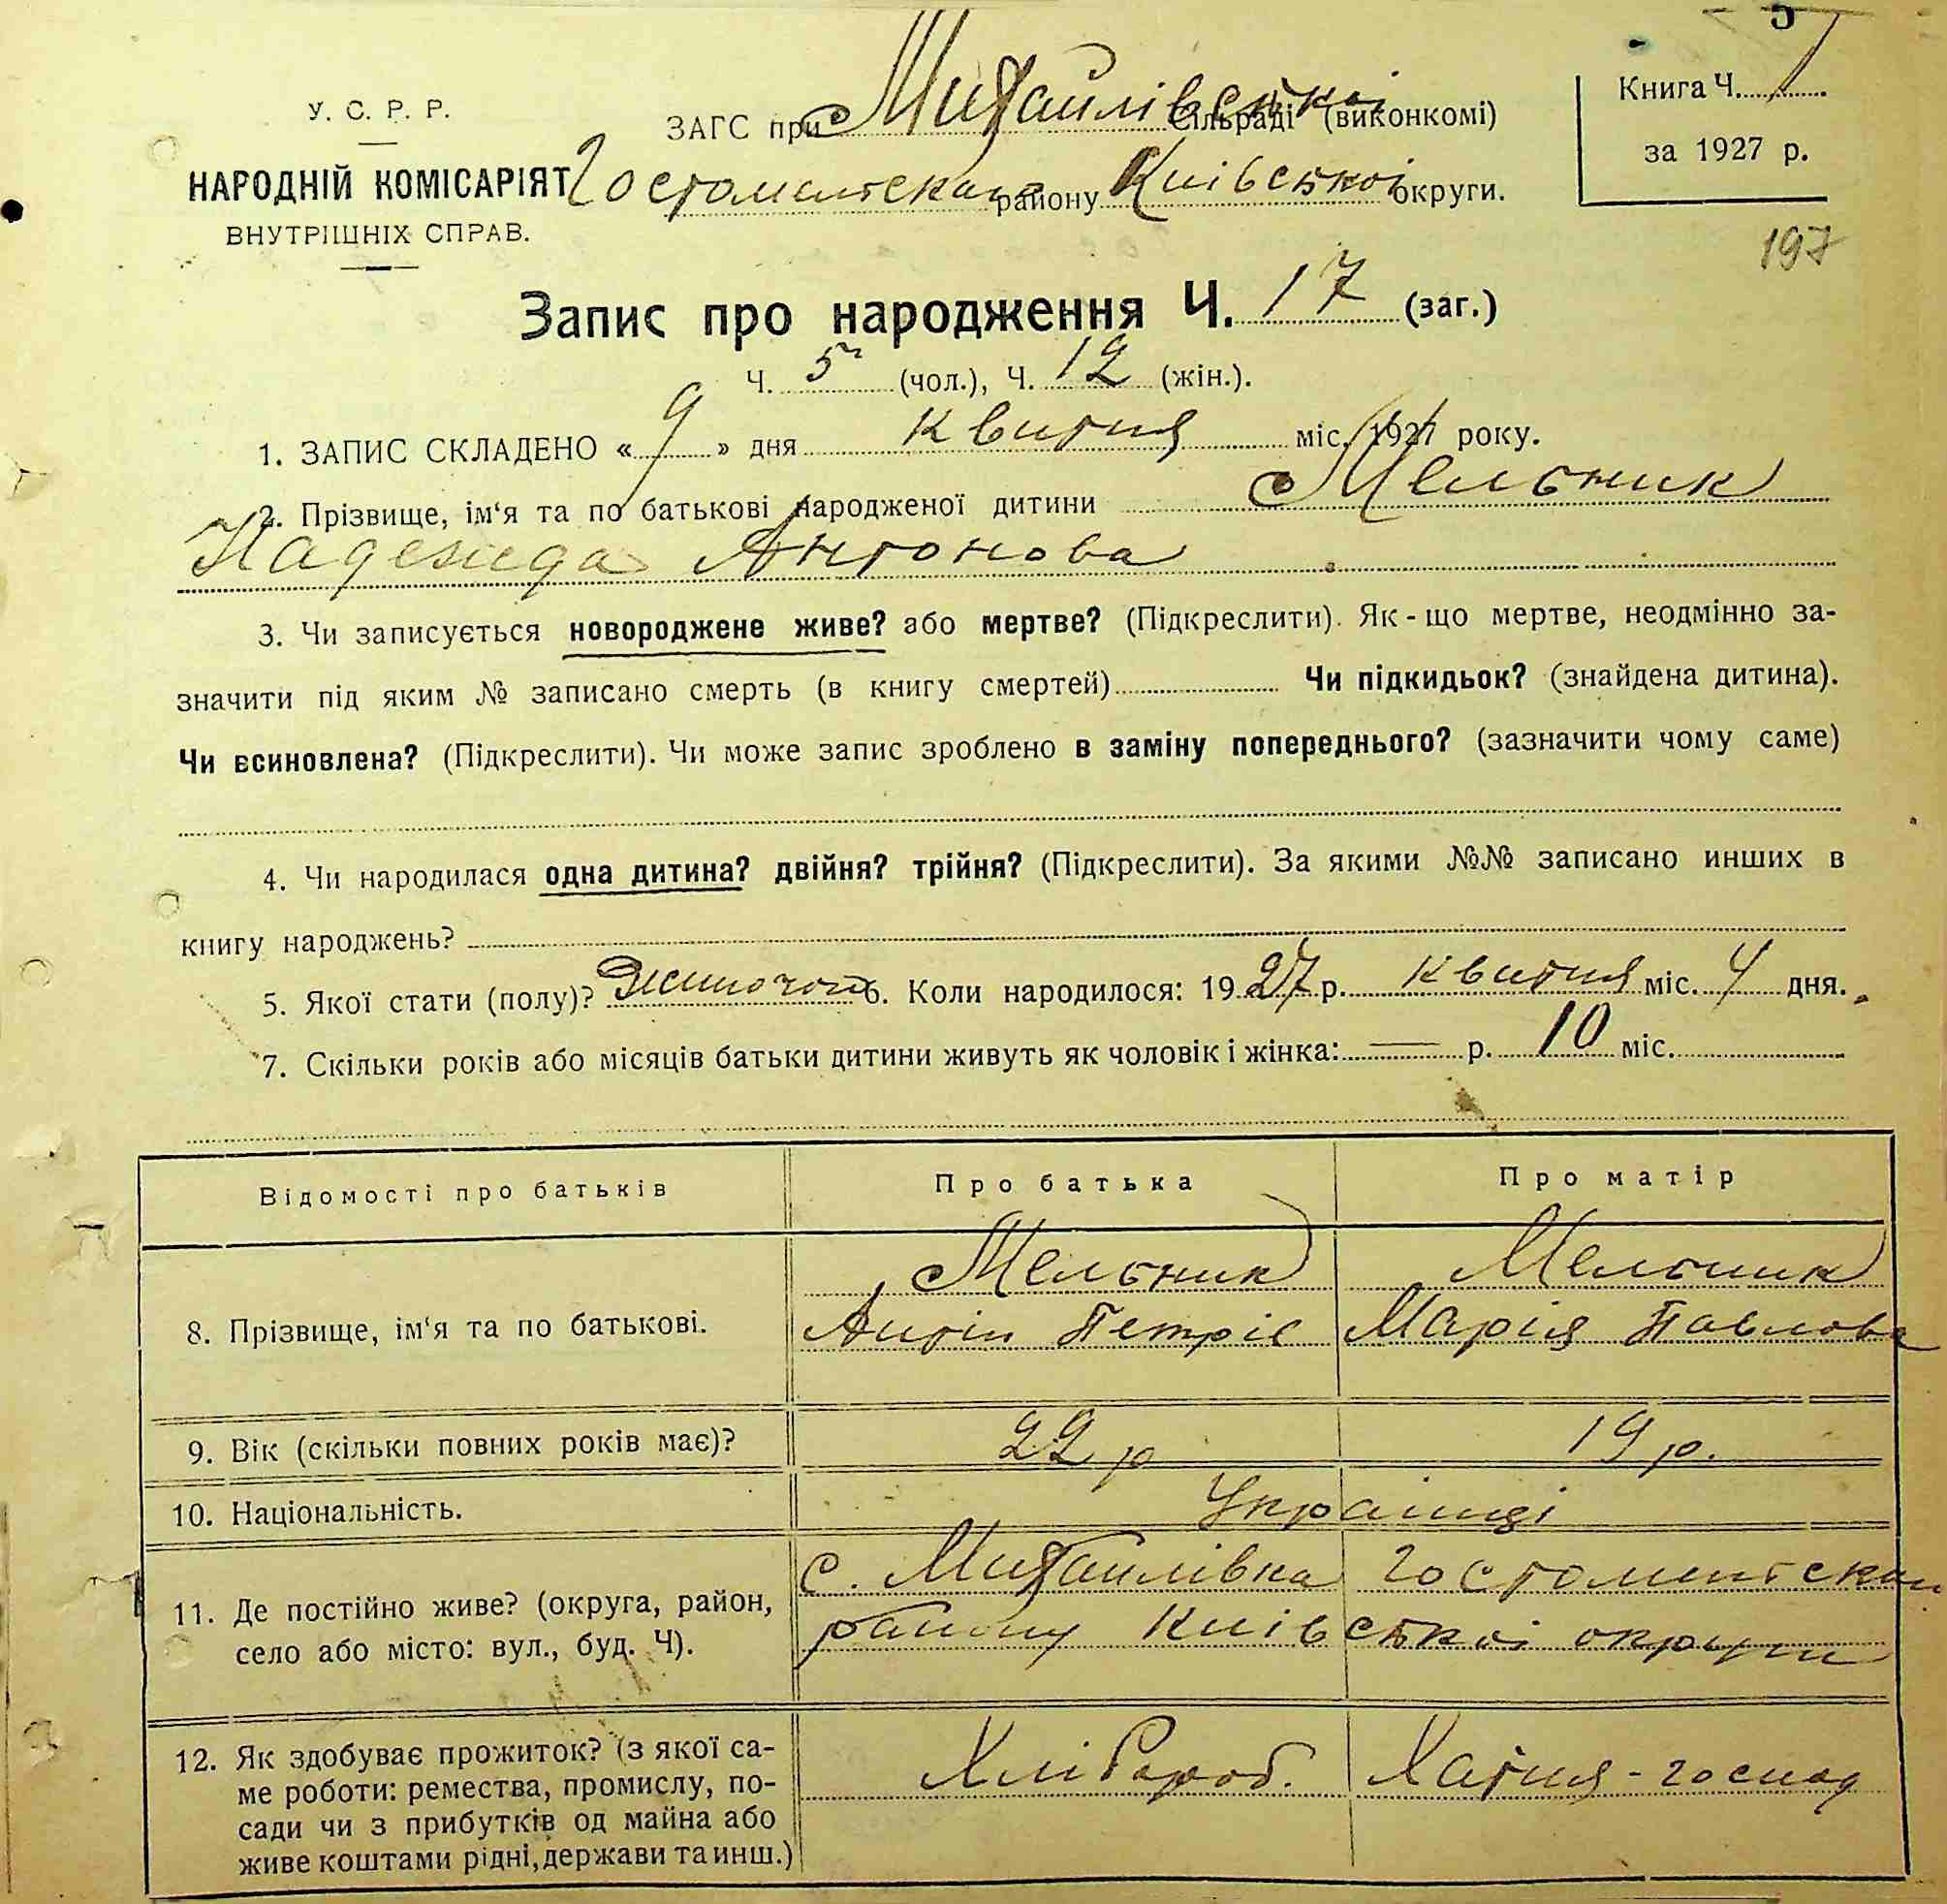 5
У. С. Р. Р.
НАРОДНІЙ КОМІСАРІЯТ
ВНУТРІШНІХ СПРАВ.
ЗАГС при Михайлівській Сільраді (виконкомі)
Гостомельскаго району Київської округи.
Книга Ч. 1
за 1927 р.
197
Запис про народження Ч. 17 (заг.)
Ч. 5 (чол.), Ч. 12 (жін.).
1. ЗАПИС СКЛАДЕНО « 9 » дня квитня міс. 1927 року.
2. Прізвище, ім'я та по батькові народженої дитини Мельник
Надежда Антонова
3. Чи записується новороджене живе? або мертве? (Підкреслити). Як-що мертве, неодмінно за-
значити під яким № записано смерть (в книгу смертей) Чи підкидьок? (знайдена дитина).
Чи всиновлена? (Підкреслити). Чи може запис зроблено в заміну попереднього? (зазначити чому саме)
4. Чи народилася одна дитина? двійня? трійня? (Підкреслити). За якими №№ записано инших в
книгу народжень?
5. Якої стати (полу)? 6. Коли народилося: 1927 р. квитня міс. 4 дня.
7. Скільки років або місяців батьки дитини живуть як чоловік і жінка: — р. 10 міс.
Відомості про батьків Про батька Про матір
8. Прізвище, ім'я та по батькові.
Мельник
Антін Петрів
Мельник
Марія Павлова
9. Вік (скільки повних років має)? 22 р 19 р.
10. Національність. Українці
11. Де постійно живе? (округа, район,
село або місто: вул., буд. Ч).
с. Михайлівка
району Київської округи
12. Як здобуває прожиток? (з якої са-
ме роботи: ремества, промислу, по-
сади чи з прибутків од майна або
живе коштами рідні, держави та инш.)
Хлібороб. Хатня-господ